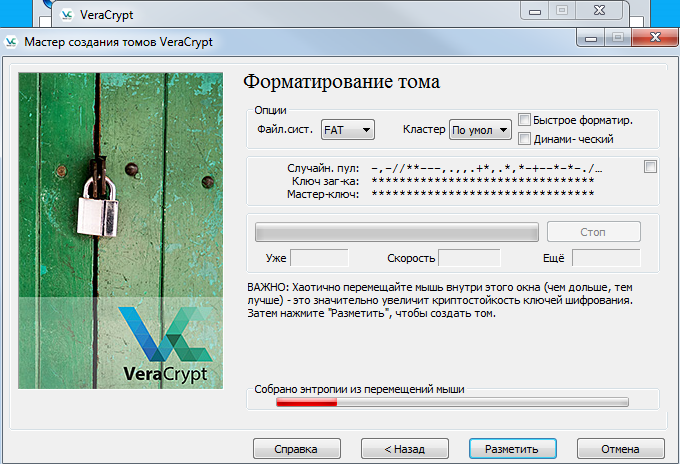 VeraCrypt
Мастер создания томов VeraCrypt
Форматирование тома
Опции
Файл.сист. FAT Кластер По умол Быстрое форматир.
Динами- ческий
Случайн. пул: -,-//**---,.,,.+*,.,*,*-+--*-*-./...
Ключ заг-ка: ********************************
Мастер-ключ: ********************************
Стоп
Уже Скорость Ещё
ВАЖНО: Хаотично перемещайте мышь внутри этого окна (чем дольше, тем
лучше) - это значительно увеличит криптостойкость ключей шифрования.
Затем нажмите "Разметить", чтобы создать том.
VeraCrypt
Собрано энтропии из перемещений мыши
Справка < Назад Разметить Отмена